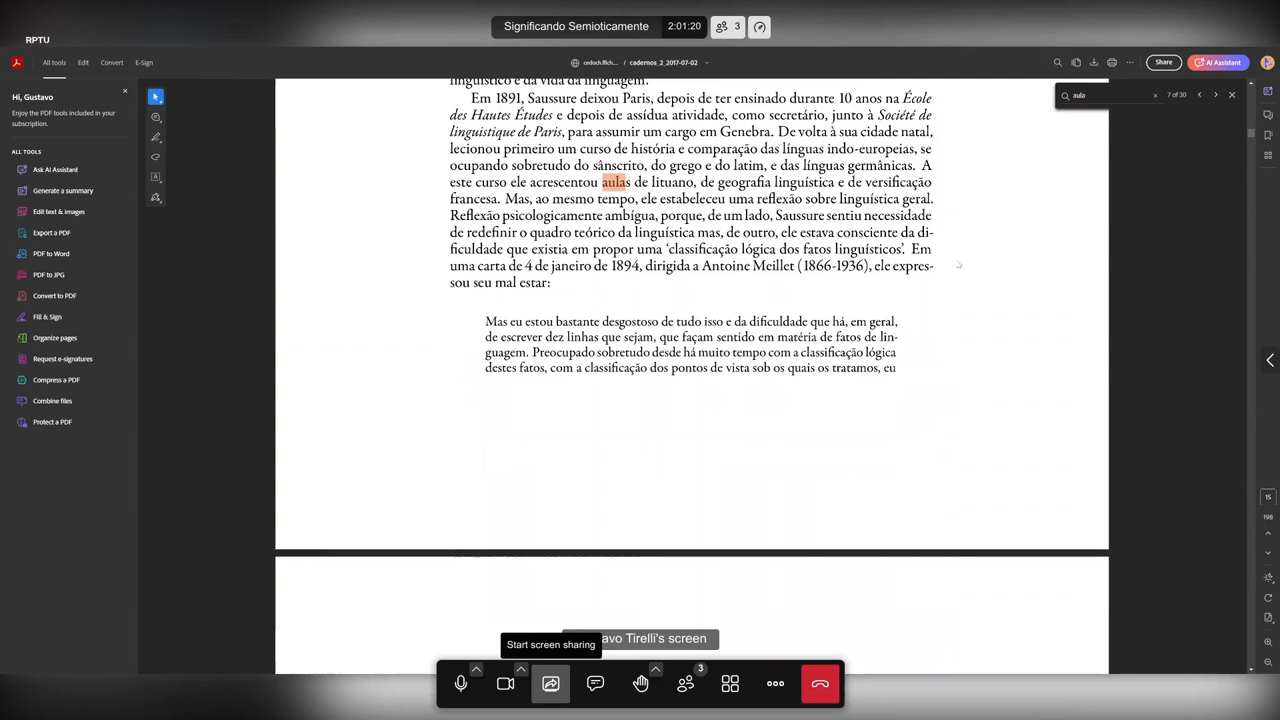 Significando Semioticamente
2:01:20
3
RPTU
All tools
Edit
Convert
E-Sign
cedoch.fflch...
/ cadernos_2_2017-07-02
Share
AI Assistant
Hi, Gustavo
Enjoy the PDF tools included in your
subscription.
ALL TOOLS
Ask AI Assistant
Generate a summary
Edit text & images
Export a PDF
PDF to Word
PDF to JPG
Convert to PDF
Fill & Sign
Organize pages
Request e-signatures
Compress a PDF
Combine files
Protect a PDF
aula
7 of 30
linguístico e da vida da linguagem.
Em 1891, Saussure deixou Paris, depois de ter ensinado durante 10 anos na École
des Hautes Études e depois de assídua atividade, como secretário, junto à Société de
linguistique de Paris, para assumir um cargo em Genebra. De volta à sua cidade natal,
lecionou primeiro um curso de história e comparação das línguas indo-europeias, se
ocupando sobretudo do sânscrito, do grego e do latim, e das línguas germânicas. A
este curso ele acrescentou aulas de lituano, de geografia linguística e de versificação
francesa. Mas, ao mesmo tempo, ele estabeleceu uma reflexão sobre linguística geral.
Reflexão psicologicamente ambígua, porque, de um lado, Saussure sentiu necessidade
de redefinir o quadro teórico da linguística mas, de outro, ele estava consciente da di-
ficuldade que existia em propor uma ‘classificação lógica dos fatos linguísticos’. Em
uma carta de 4 de janeiro de 1894, dirigida a Antoine Meillet (1866-1936), ele expres-
sou seu mal estar:
Mas eu estou bastante desgostoso de tudo isso e da dificuldade que há, em geral,
de escrever dez linhas que sejam, que façam sentido em matéria de fatos de lin-
guagem. Preocupado sobretudo desde há muito tempo com a classificação lógica
destes fatos, com a classificação dos pontos de vista sob os quais os tratamos, eu
15
198
Start screen sharing
avo Tirelli's screen
3